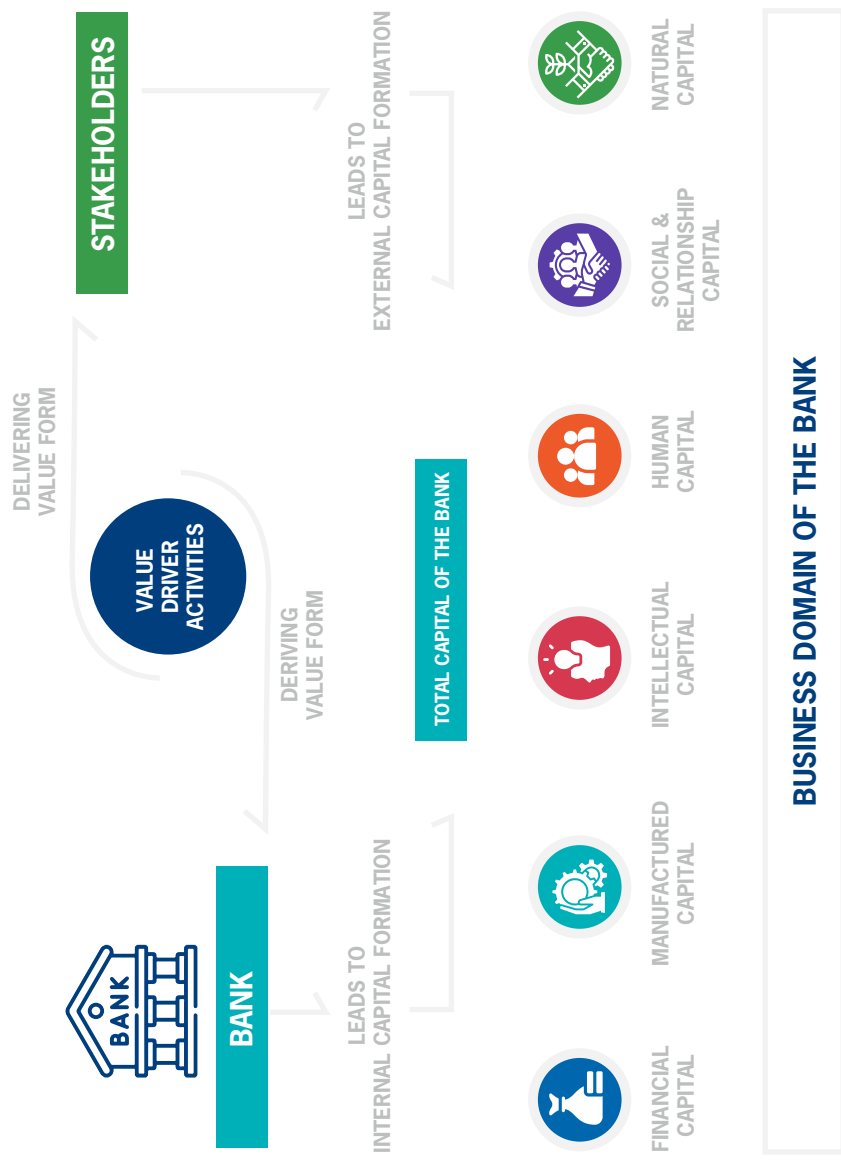 BANK
BANK
DELIVERING
VALUE FORM
VALUE
DRIVER
ACTIVITIES
DERIVING
VALUE FORM
STAKEHOLDERS
LEADS TO
INTERNAL CAPITAL FORMATION
LEADS TO
EXTERNAL CAPITAL FORMATION
TOTAL CAPITAL OF THE BANK
FINANCIAL
CAPITAL
MANUFACTURED
CAPITAL
INTELLECTUAL
CAPITAL
HUMAN
CAPITAL
SOCIAL &
RELATIONSHIP
CAPITAL
NATURAL
CAPITAL
BUSINESS DOMAIN OF THE BANK